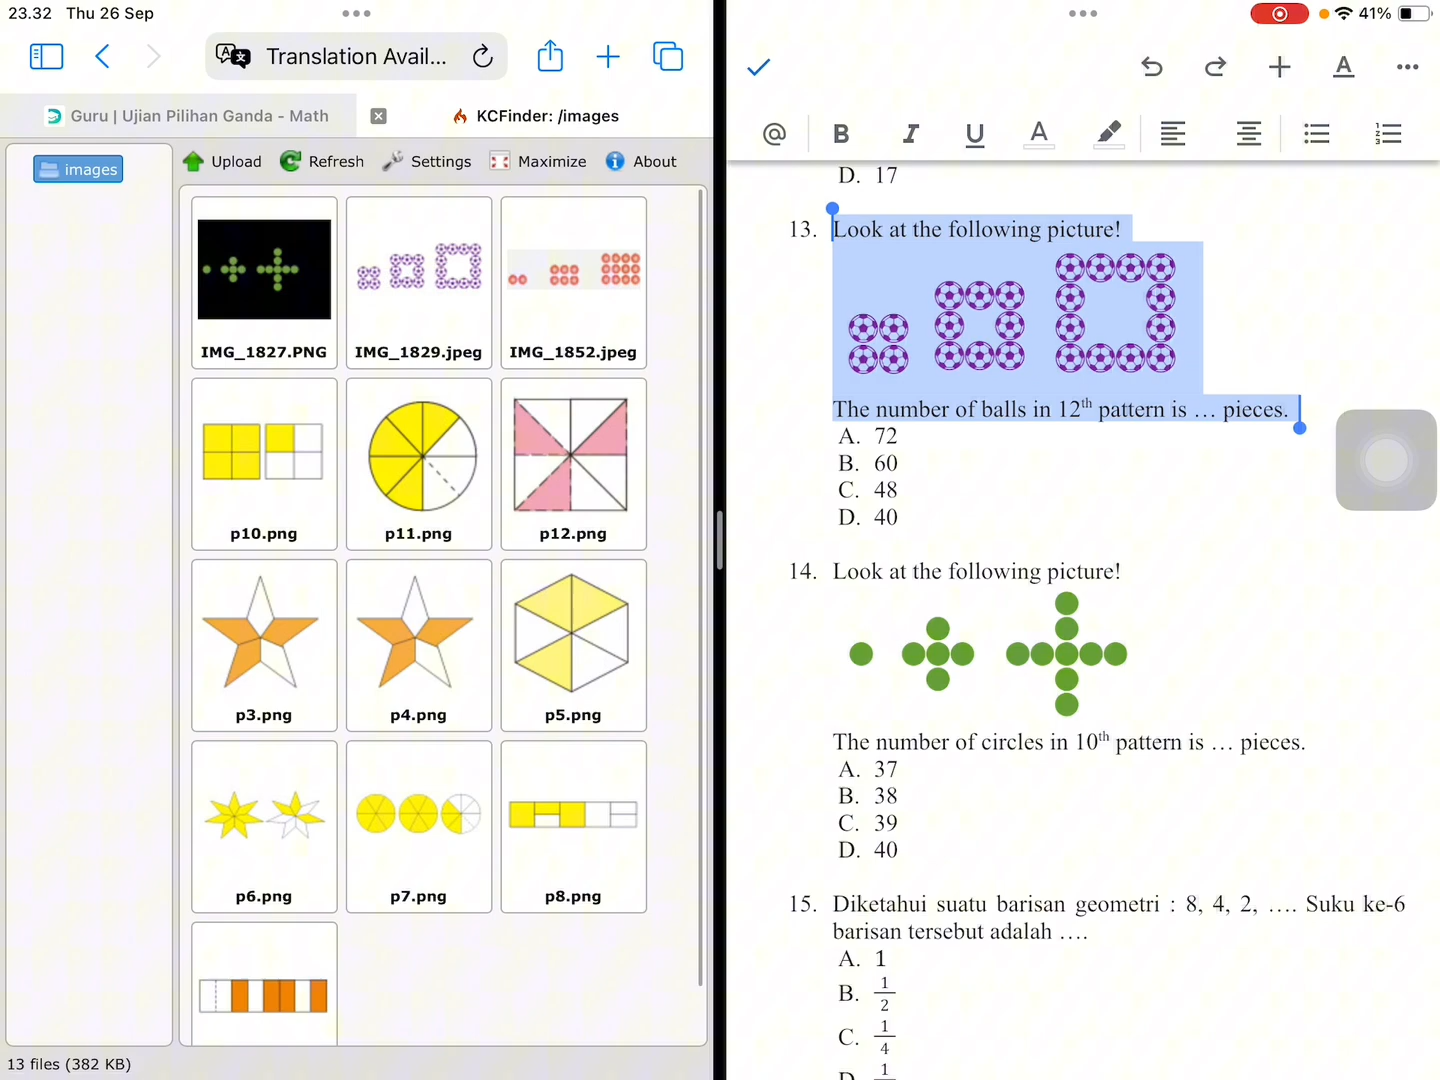 23.32 Thu 26 Sep
41%
Translation Avail...
Guru | Ujian Pilihan Ganda - Math
KCFinder: /images
images
Upload
Refresh
Settings
Maximize
About
IMG_1827.PNG
IMG_1829.jpeg
IMG_1852.jpeg
p10.png
p11.png
p12.png
p3.png
p4.png
p5.png
p6.png
p7.png
p8.png
13 files (382 KB)
@ B I U A
D. 17
13. Look at the following picture!
The number of balls in 12th pattern is … pieces.
A. 72
B. 60
C. 48
D. 40
14. Look at the following picture!
The number of circles in 10th pattern is … pieces.
A. 37
B. 38
C. 39
D. 40
15. Diketahui suatu barisan geometri : 8, 4, 2, …. Suku ke-6
barisan tersebut adalah ….
A. 1
B. 1/2
C. 1/4